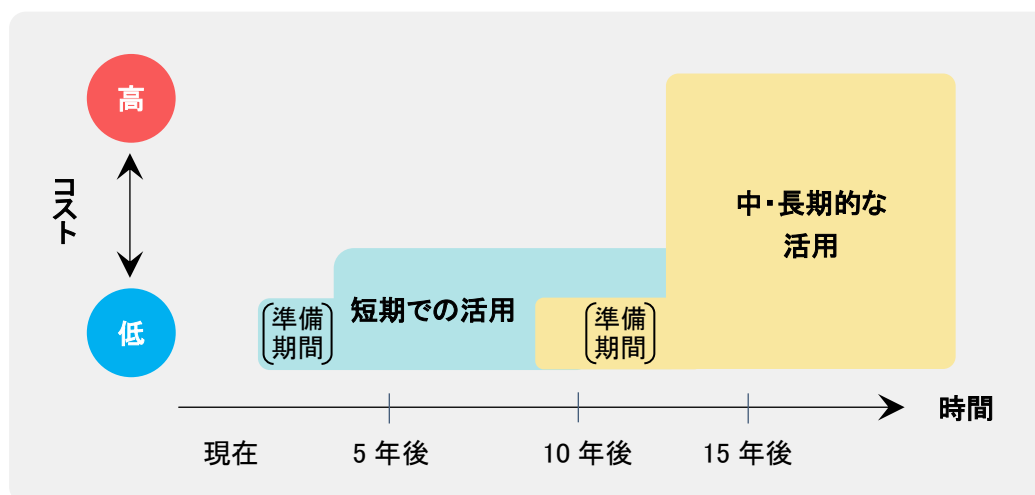 高
コスト
低
準備
期間
短期での活用
準備
期間
中・長期的な
活用
現在
5 年後
10 年後
15 年後
時間